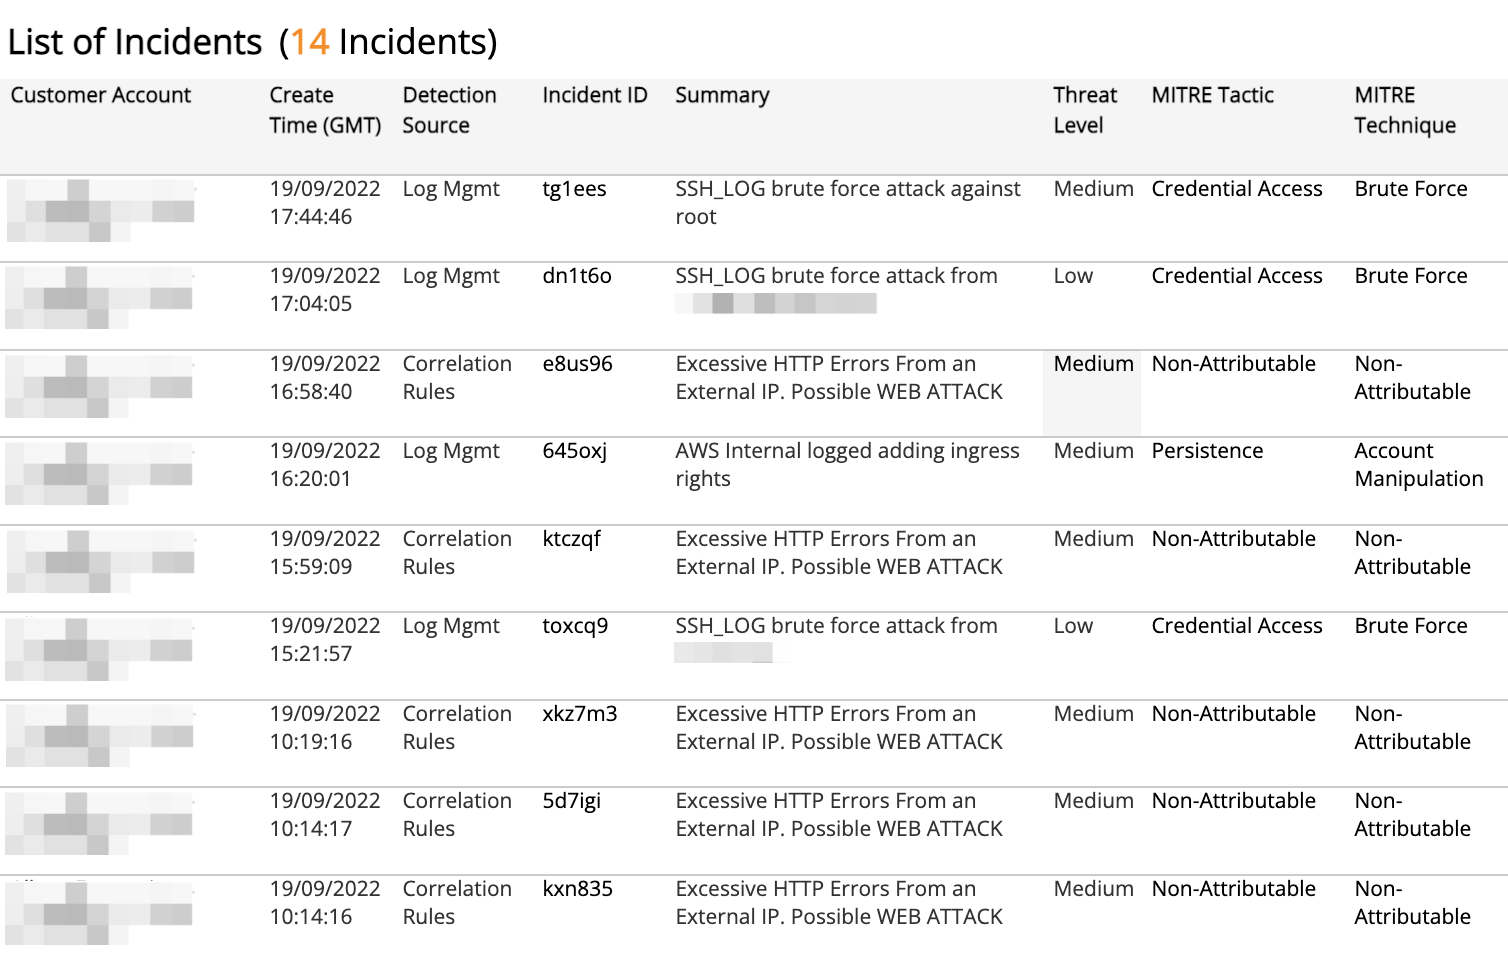 List of Incidents (14 Incidents)
Customer Account Create Time (GMT) Detection Source Incident ID Summary Threat Level MITRE Tactic MITRE Technique
19/09/2022 Log Mgmt tg1ees SSH_LOG brute force attack against Medium Credential Access Brute Force
17:44:46 root
19/09/2022 Log Mgmt dn1t6o SSH_LOG brute force attack from Low Credential Access Brute Force
17:04:05
19/09/2022 Correlation e8us96 Excessive HTTP Errors From an Medium Non-Attributable Non-
16:58:40 Rules External IP. Possible WEB ATTACK Attributable
19/09/2022 Log Mgmt 645oxj AWS Internal logged adding ingress Medium Persistence Account
16:20:01 rights Manipulation
19/09/2022 Correlation ktczqf Excessive HTTP Errors From an Medium Non-Attributable Non-
15:59:09 Rules External IP. Possible WEB ATTACK Attributable
19/09/2022 Log Mgmt toxcq9 SSH_LOG brute force attack from Low Credential Access Brute Force
15:21:57
19/09/2022 Correlation xkz7m3 Excessive HTTP Errors From an Medium Non-Attributable Non-
10:19:16 Rules External IP. Possible WEB ATTACK Attributable
19/09/2022 Correlation 5d7igi Excessive HTTP Errors From an Medium Non-Attributable Non-
10:14:17 Rules External IP. Possible WEB ATTACK Attributable
19/09/2022 Correlation kxn835 Excessive HTTP Errors From an Medium Non-Attributable Non-
10:14:16 Rules External IP. Possible WEB ATTACK Attributable